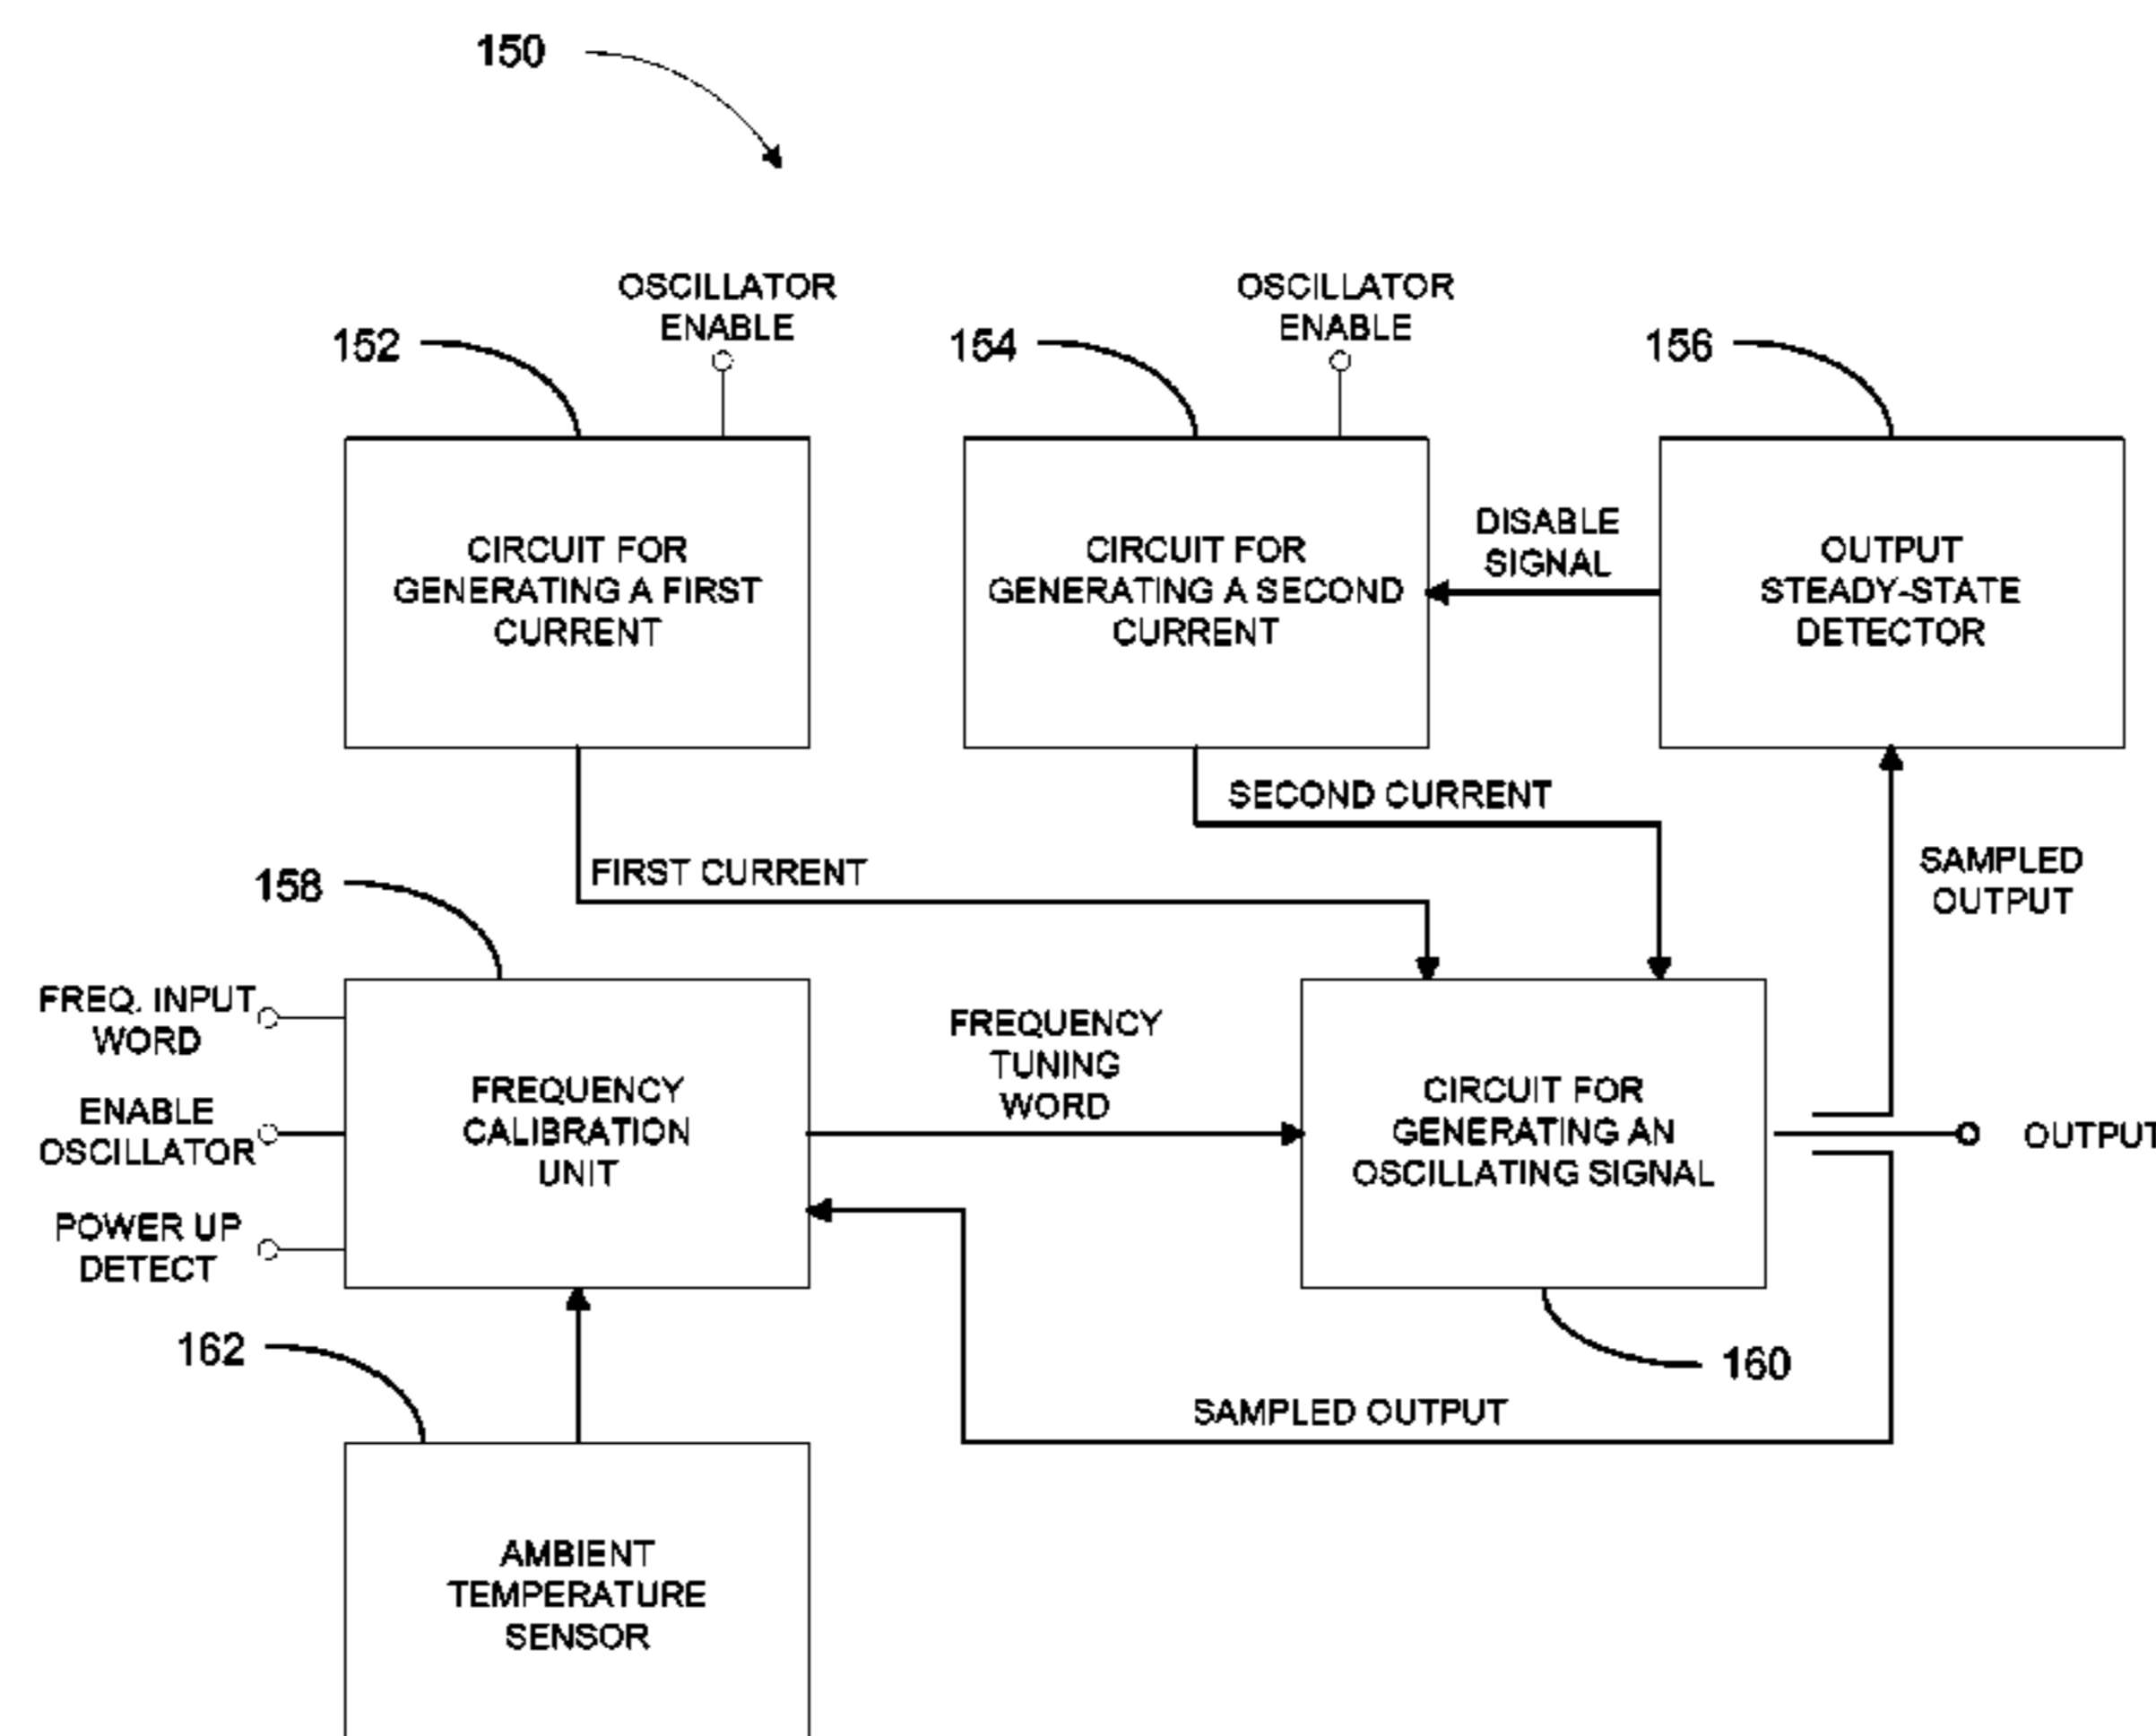 150
OSCILLATOR
ENABLE
OSCILLATOR
ENABLE
152
154
156
CIRCUIT FOR
GENERATING A FIRST
CURRENT
CIRCUIT FOR
GENERATING A SECOND
CURRENT
DISABLE
SIGNAL
OUTPUT
STEADY-STATE
DETECTOR
SECOND CURRENT
FIRST CURRENT
SAMPLED
OUTPUT
158
FREQ. INPUT
WORD
ENABLE
OSCILLATOR
POWER UP
DETECT
FREQUENCY
CALIBRATION
UNIT
FREQUENCY
TUNING
WORD
CIRCUIT FOR
GENERATING AN
OSCILLATING SIGNAL
OUTPUT
162
160
SAMPLED OUTPUT
AMBIENT
TEMPERATURE
SENSOR